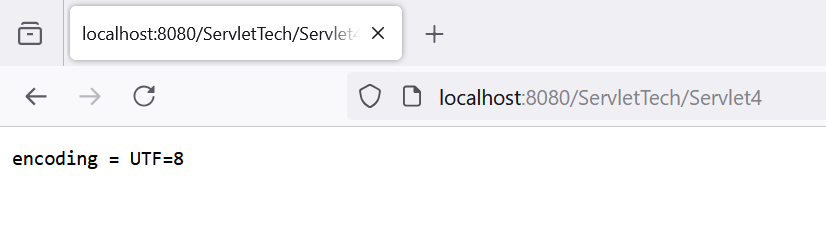 localhost:8080/ServletTech/Servlet4
localhost:8080/ServletTech/Servlet4
encoding = UTF=8